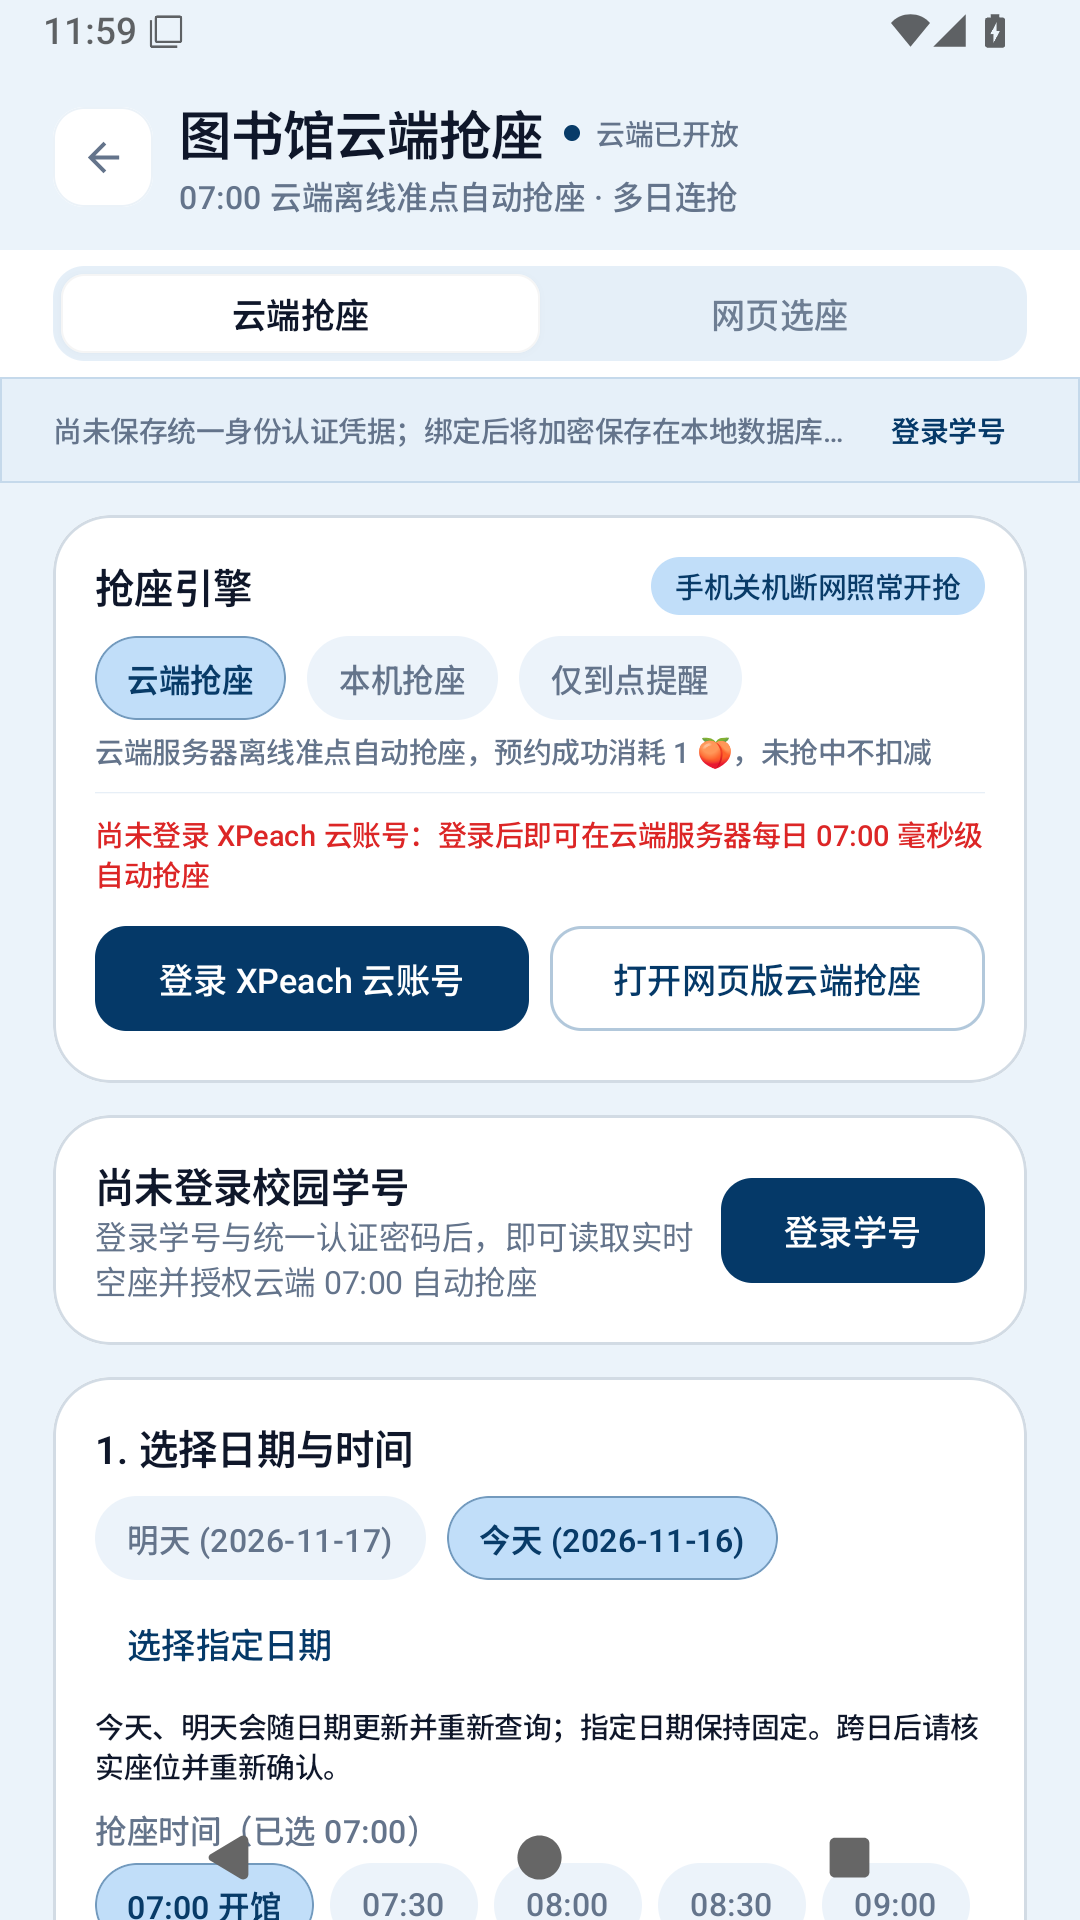 11:59
图书馆云端抢座
云端已开放
07:00 云端离线准点自动抢座 · 多日连抢
云端抢座
网页选座
尚未保存统一身份认证凭据；绑定后将加密保存在本地数据库…
登录学号
抢座引擎
手机关机断网照常开抢
云端抢座
本机抢座
仅到点提醒
云端服务器离线准点自动抢座，预约成功消耗 1 🍑，未抢中不扣减
尚未登录 XPeach 云账号：登录后即可在云端服务器每日 07:00 毫秒级
自动抢座
登录 XPeach 云账号
打开网页版云端抢座
尚未登录校园学号
登录学号与统一认证密码后，即可读取实时
空座并授权云端 07:00 自动抢座
登录学号
1. 选择日期与时间
明天 (2026-11-17)
今天 (2026-11-16)
选择指定日期
今天、明天会随日期更新并重新查询；指定日期保持固定。跨日后请核
实座位并重新确认。
抢座时间（已选 07:00）
07:00 开馆
07:30
08:00
08:30
09:00